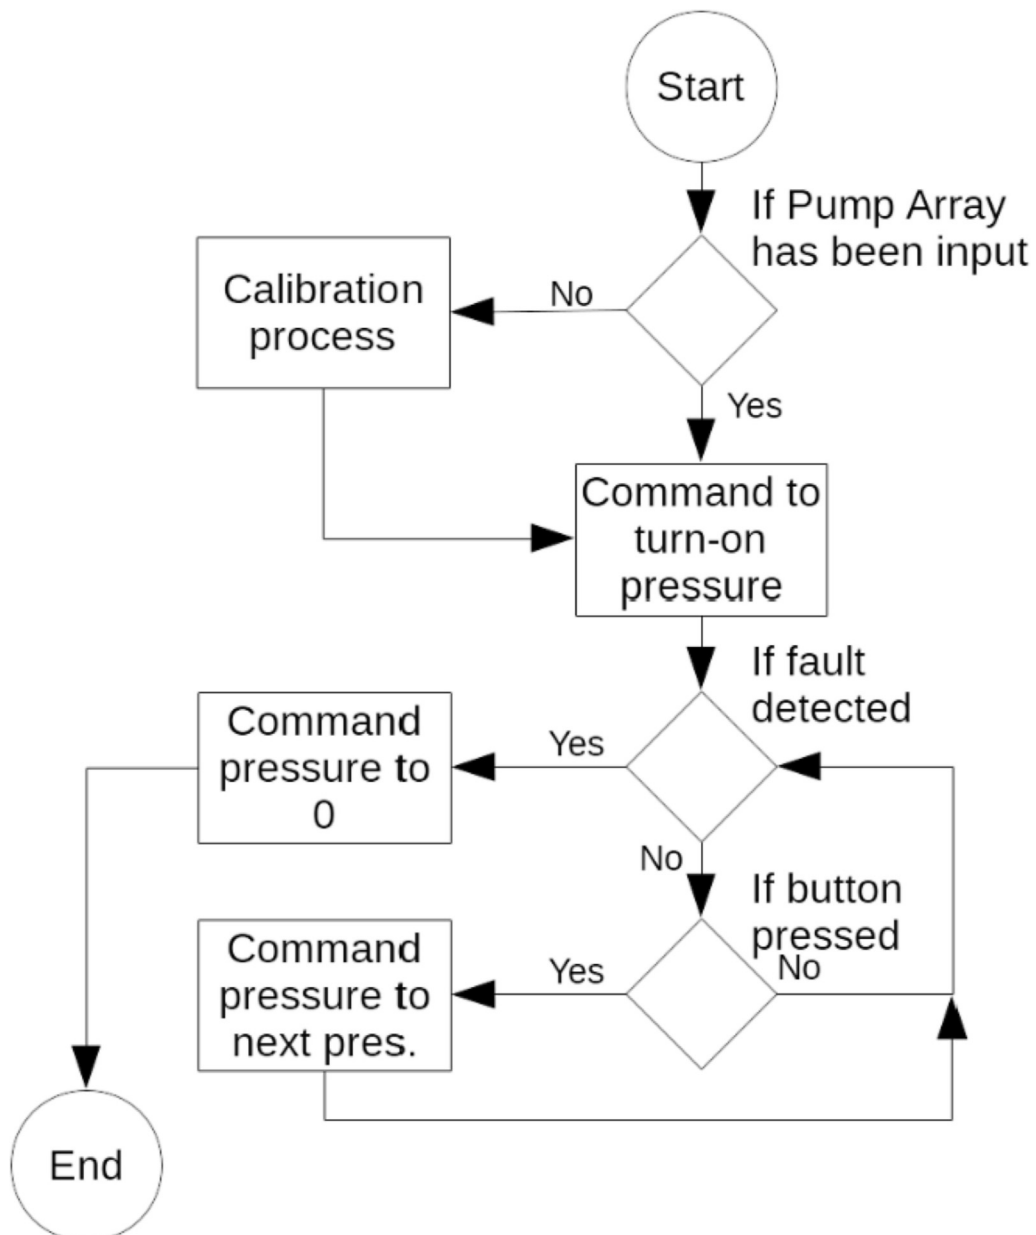 Start
If Pump Array
has been input
No
Calibration
process
Yes
Command to
turn-on
pressure
If fault
detected
Yes
Command
pressure to
0
No
If button
pressed
No
Yes
Command
pressure to
next pres.
End